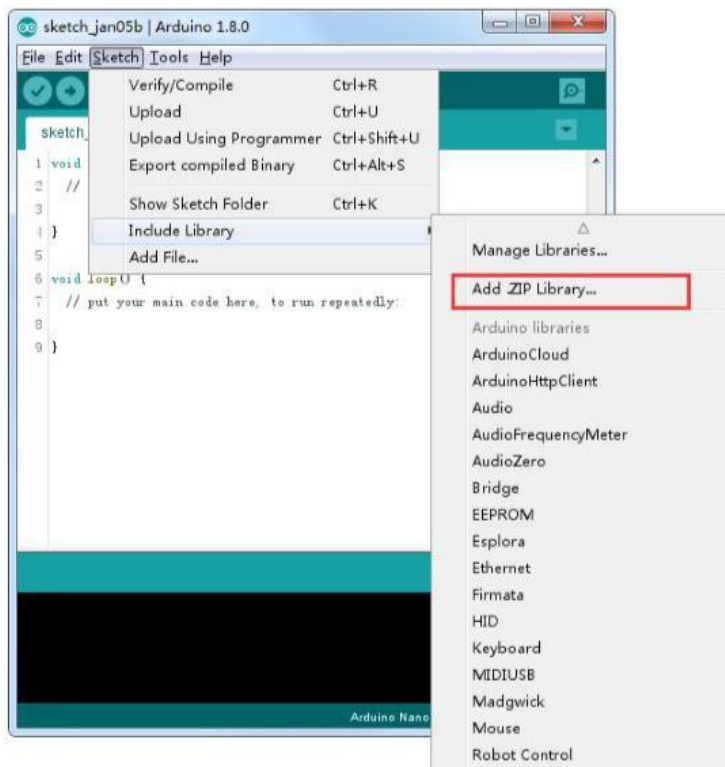 sketch_jan05b | Arduino 1.8.0
File Edit Sketch Tools Help
Verify/Compile Ctrl+R
Upload Ctrl+U
Upload Using Programmer Ctrl+Shift+U
Export compiled Binary Ctrl+Alt+S
Show Sketch Folder Ctrl+K
Include Library
Add File...
sketch_
1 void
2 //
3
4 }
5
6 void loop() {
7 // put your main code here, to run repeatedly:
8
9 }
Manage Libraries...
Add .ZIP Library...
Arduino libraries
ArduinoCloud
ArduinoHttpClient
Audio
AudioFrequencyMeter
AudioZero
Bridge
EEPROM
Esplora
Ethernet
Firmata
HID
Keyboard
MIDIUSB
Madgwick
Mouse
Robot Control
Arduino Nano